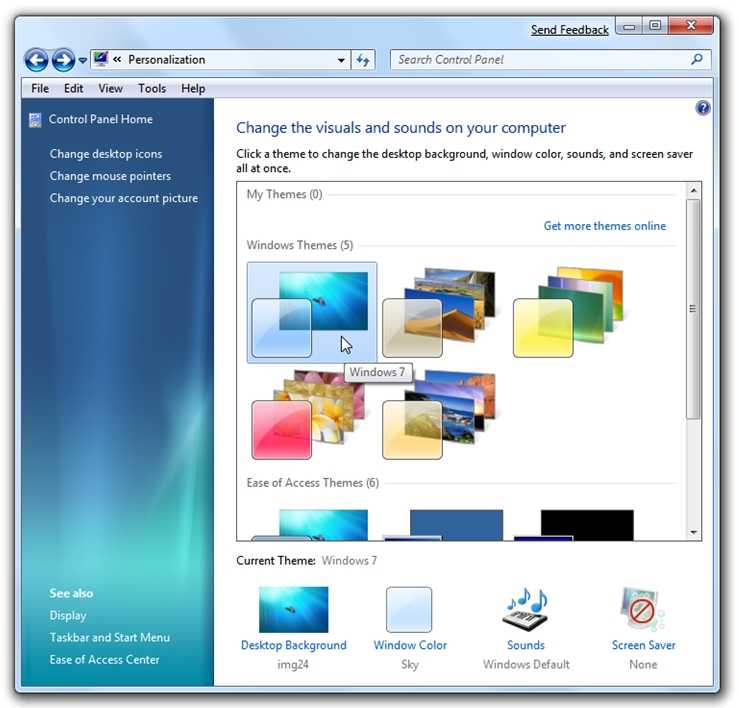 Send Feedback
« Personalization
Search Control Panel
File Edit View Tools Help
Control Panel Home
Change desktop icons
Change mouse pointers
Change your account picture
Change the visuals and sounds on your computer
Click a theme to change the desktop background, window color, sounds, and screen saver
all at once.
My Themes (0)
Get more themes online
Windows Themes (5)
Windows 7
Ease of Access Themes (6)
Current Theme: Windows 7
Desktop Background
img24
Window Color
Sky
Sounds
Windows Default
Screen Saver
None
See also
Display
Taskbar and Start Menu
Ease of Access Center